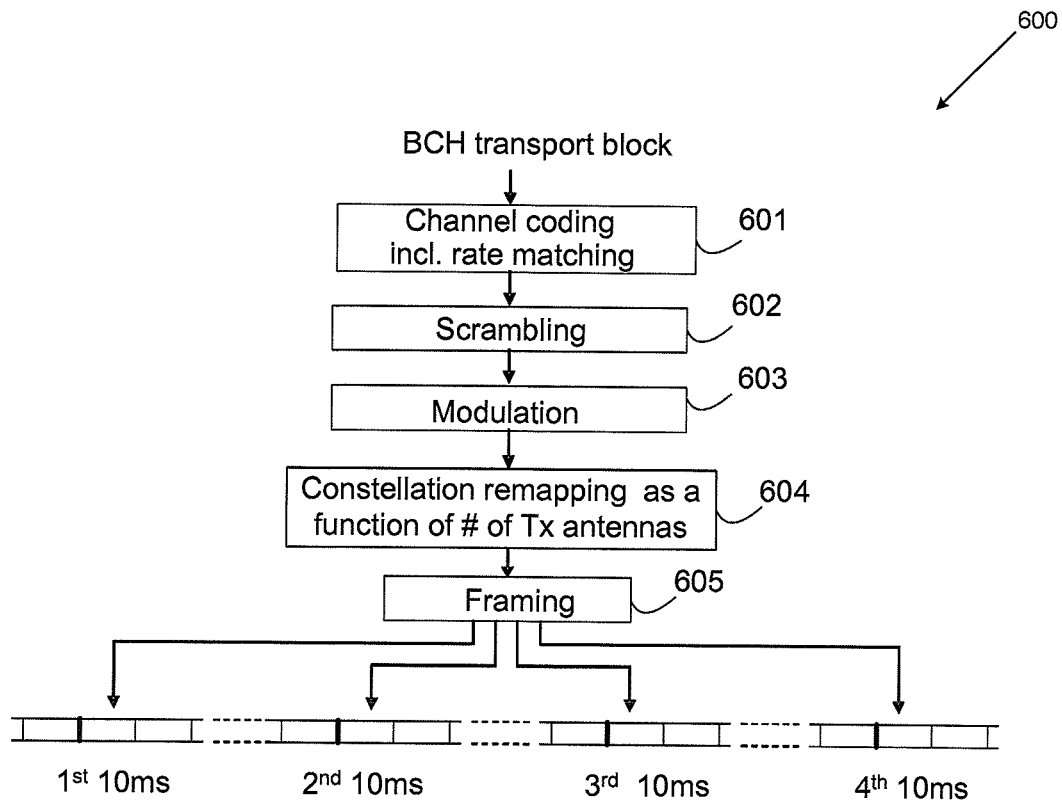 600
BCH transport block
Channel coding
incl. rate matching
601
Scrambling
602
Modulation
603
Constellation remapping as a
function of # of Tx antennas
604
Framing
605
1st 10ms
2nd 10ms
3rd 10ms
4th 10ms